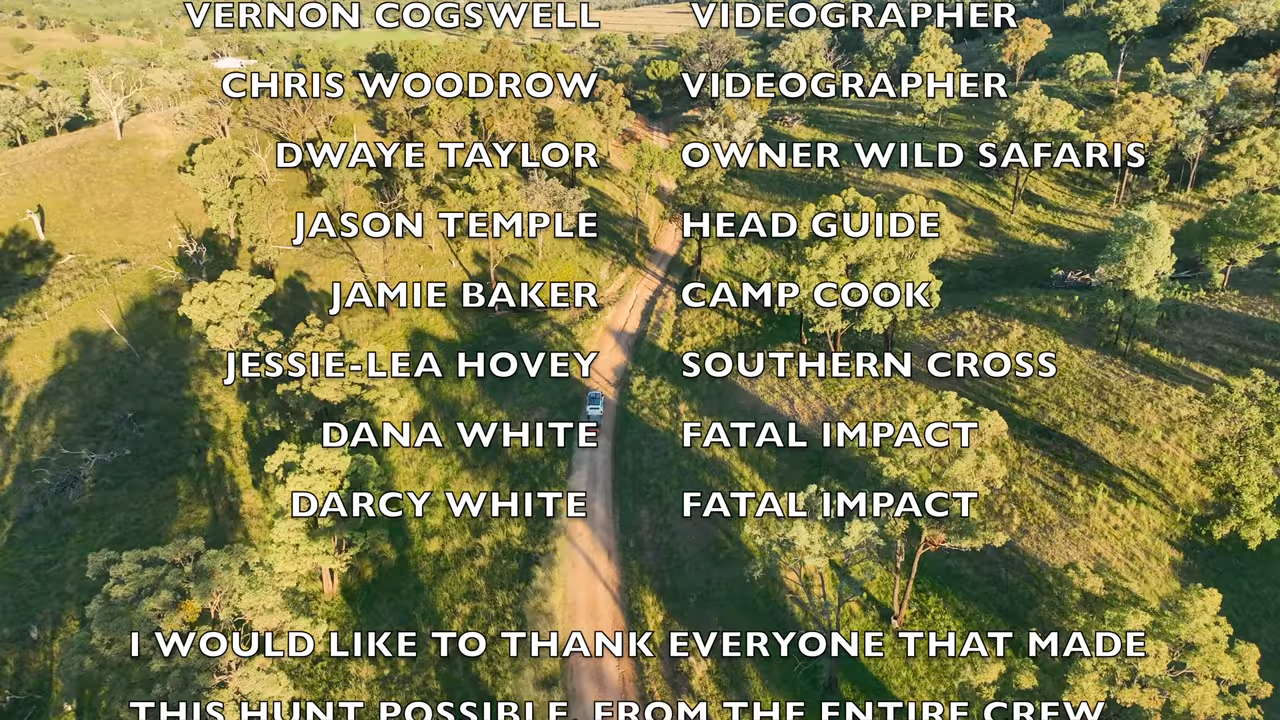 VERNON COGSWELL VIDEOGRAPHER
CHRIS WOODROW VIDEOGRAPHER
DWAYE TAYLOR OWNER WILD SAFARIS
JASON TEMPLE HEAD GUIDE
JAMIE BAKER CAMP COOK
JESSIE-LEA HOVEY SOUTHERN CROSS
DANA WHITE FATAL IMPACT
DARCY WHITE FATAL IMPACT
I WOULD LIKE TO THANK EVERYONE THAT MADE
THIS HUNT POSSIBLE, FROM THE ENTIRE CREW